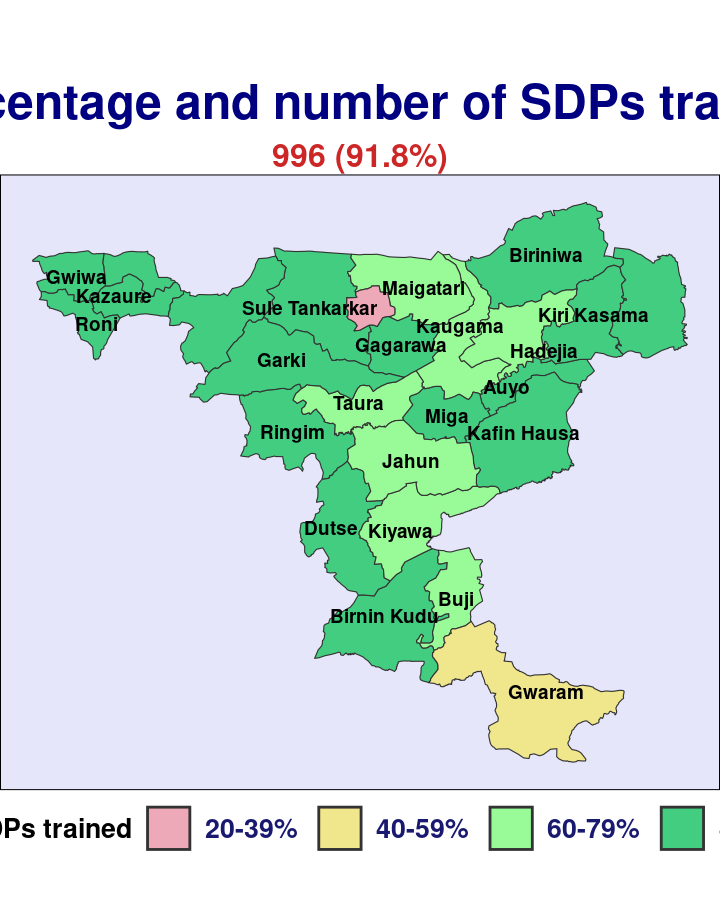 centage and number of SDPs tra
996 (91.8%)
Biriniwa
Gwiwa
Maigatari
Kazaure
Sule Tankarkar
Kiri Kasama
Roni
Kaugama
Gagarawa
Hadejia
Garki
Auyo
Taura
Miga
Ringim
Kafin Hausa
Jahun
Dutse
Kiyawa
Buji
Birnin Kudu
Gwaram
DPs trained 20-39% 40-59% 60-79%